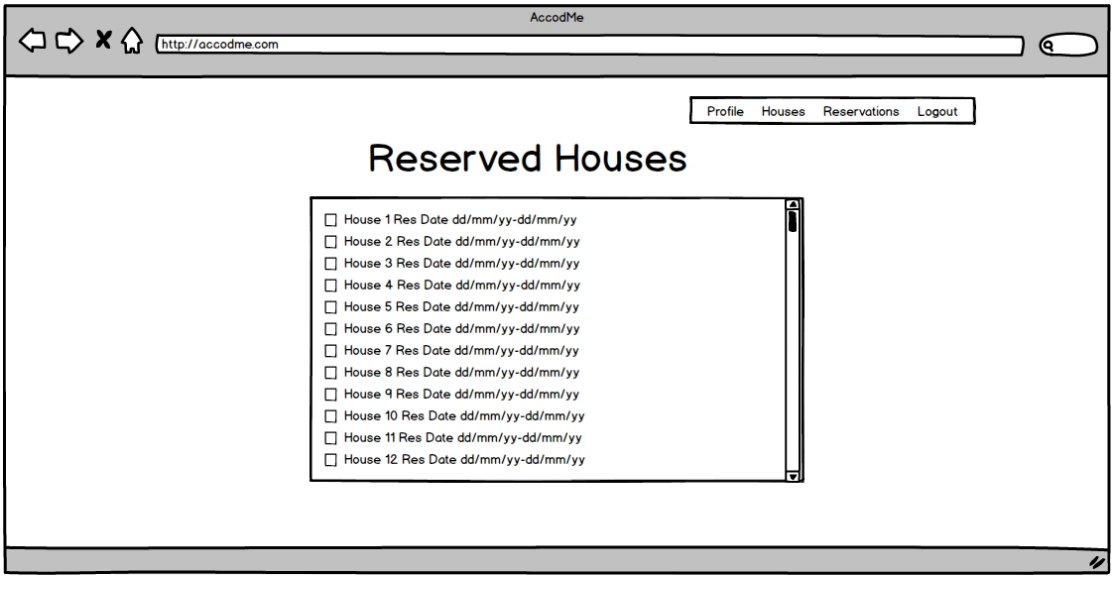 AccodMe
http://accodme.com
Profile Houses Reservations Logout
Reserved Houses
House 1 Res Date dd/mm/yy-dd/mm/yy
House 2 Res Date dd/mm/yy-dd/mm/yy
House 3 Res Date dd/mm/yy-dd/mm/yy
House 4 Res Date dd/mm/yy-dd/mm/yy
House 5 Res Date dd/mm/yy-dd/mm/yy
House 6 Res Date dd/mm/yy-dd/mm/yy
House 7 Res Date dd/mm/yy-dd/mm/yy
House 8 Res Date dd/mm/yy-dd/mm/yy
House 9 Res Date dd/mm/yy-dd/mm/yy
House 10 Res Date dd/mm/yy-dd/mm/yy
House 11 Res Date dd/mm/yy-dd/mm/yy
House 12 Res Date dd/mm/yy-dd/mm/yy